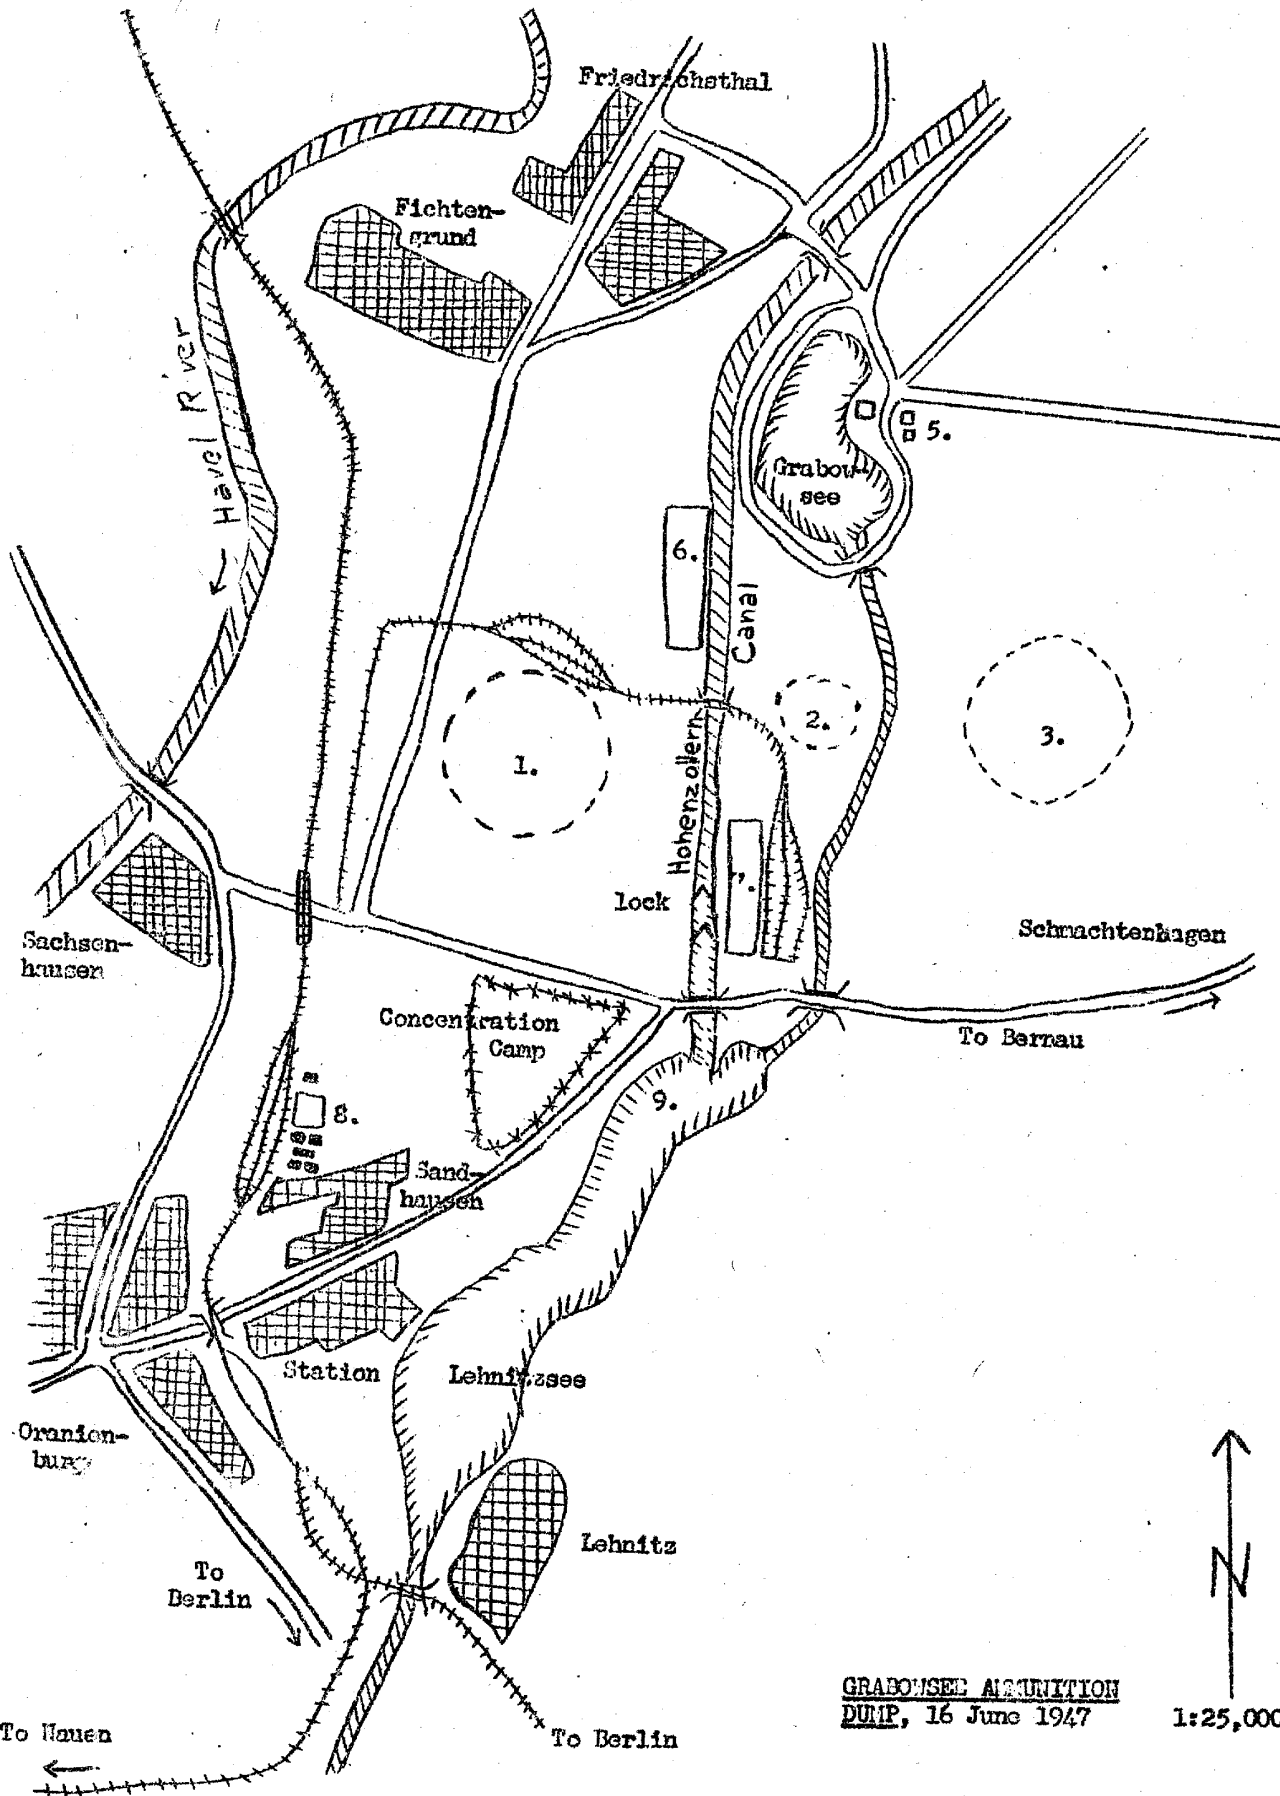 Friedrichsthal
Fichten-
grund
Havel River
5.
Grabow-
see
6.
Canal
2.
3.
1.
Hohenzollern
7.
lock
Sachsen-
hausen
Schmachtenhagen
Concentration
Camp
To Bernau
9.
8.
Sand-
hausen
Station
Lehnitzsee
Oranien-
burg
Lehnitz
To
Berlin
N
GRABOWSEE AMMUNITION
DUMP, 16 June 1947
1:25,000
To Nauen
To Berlin